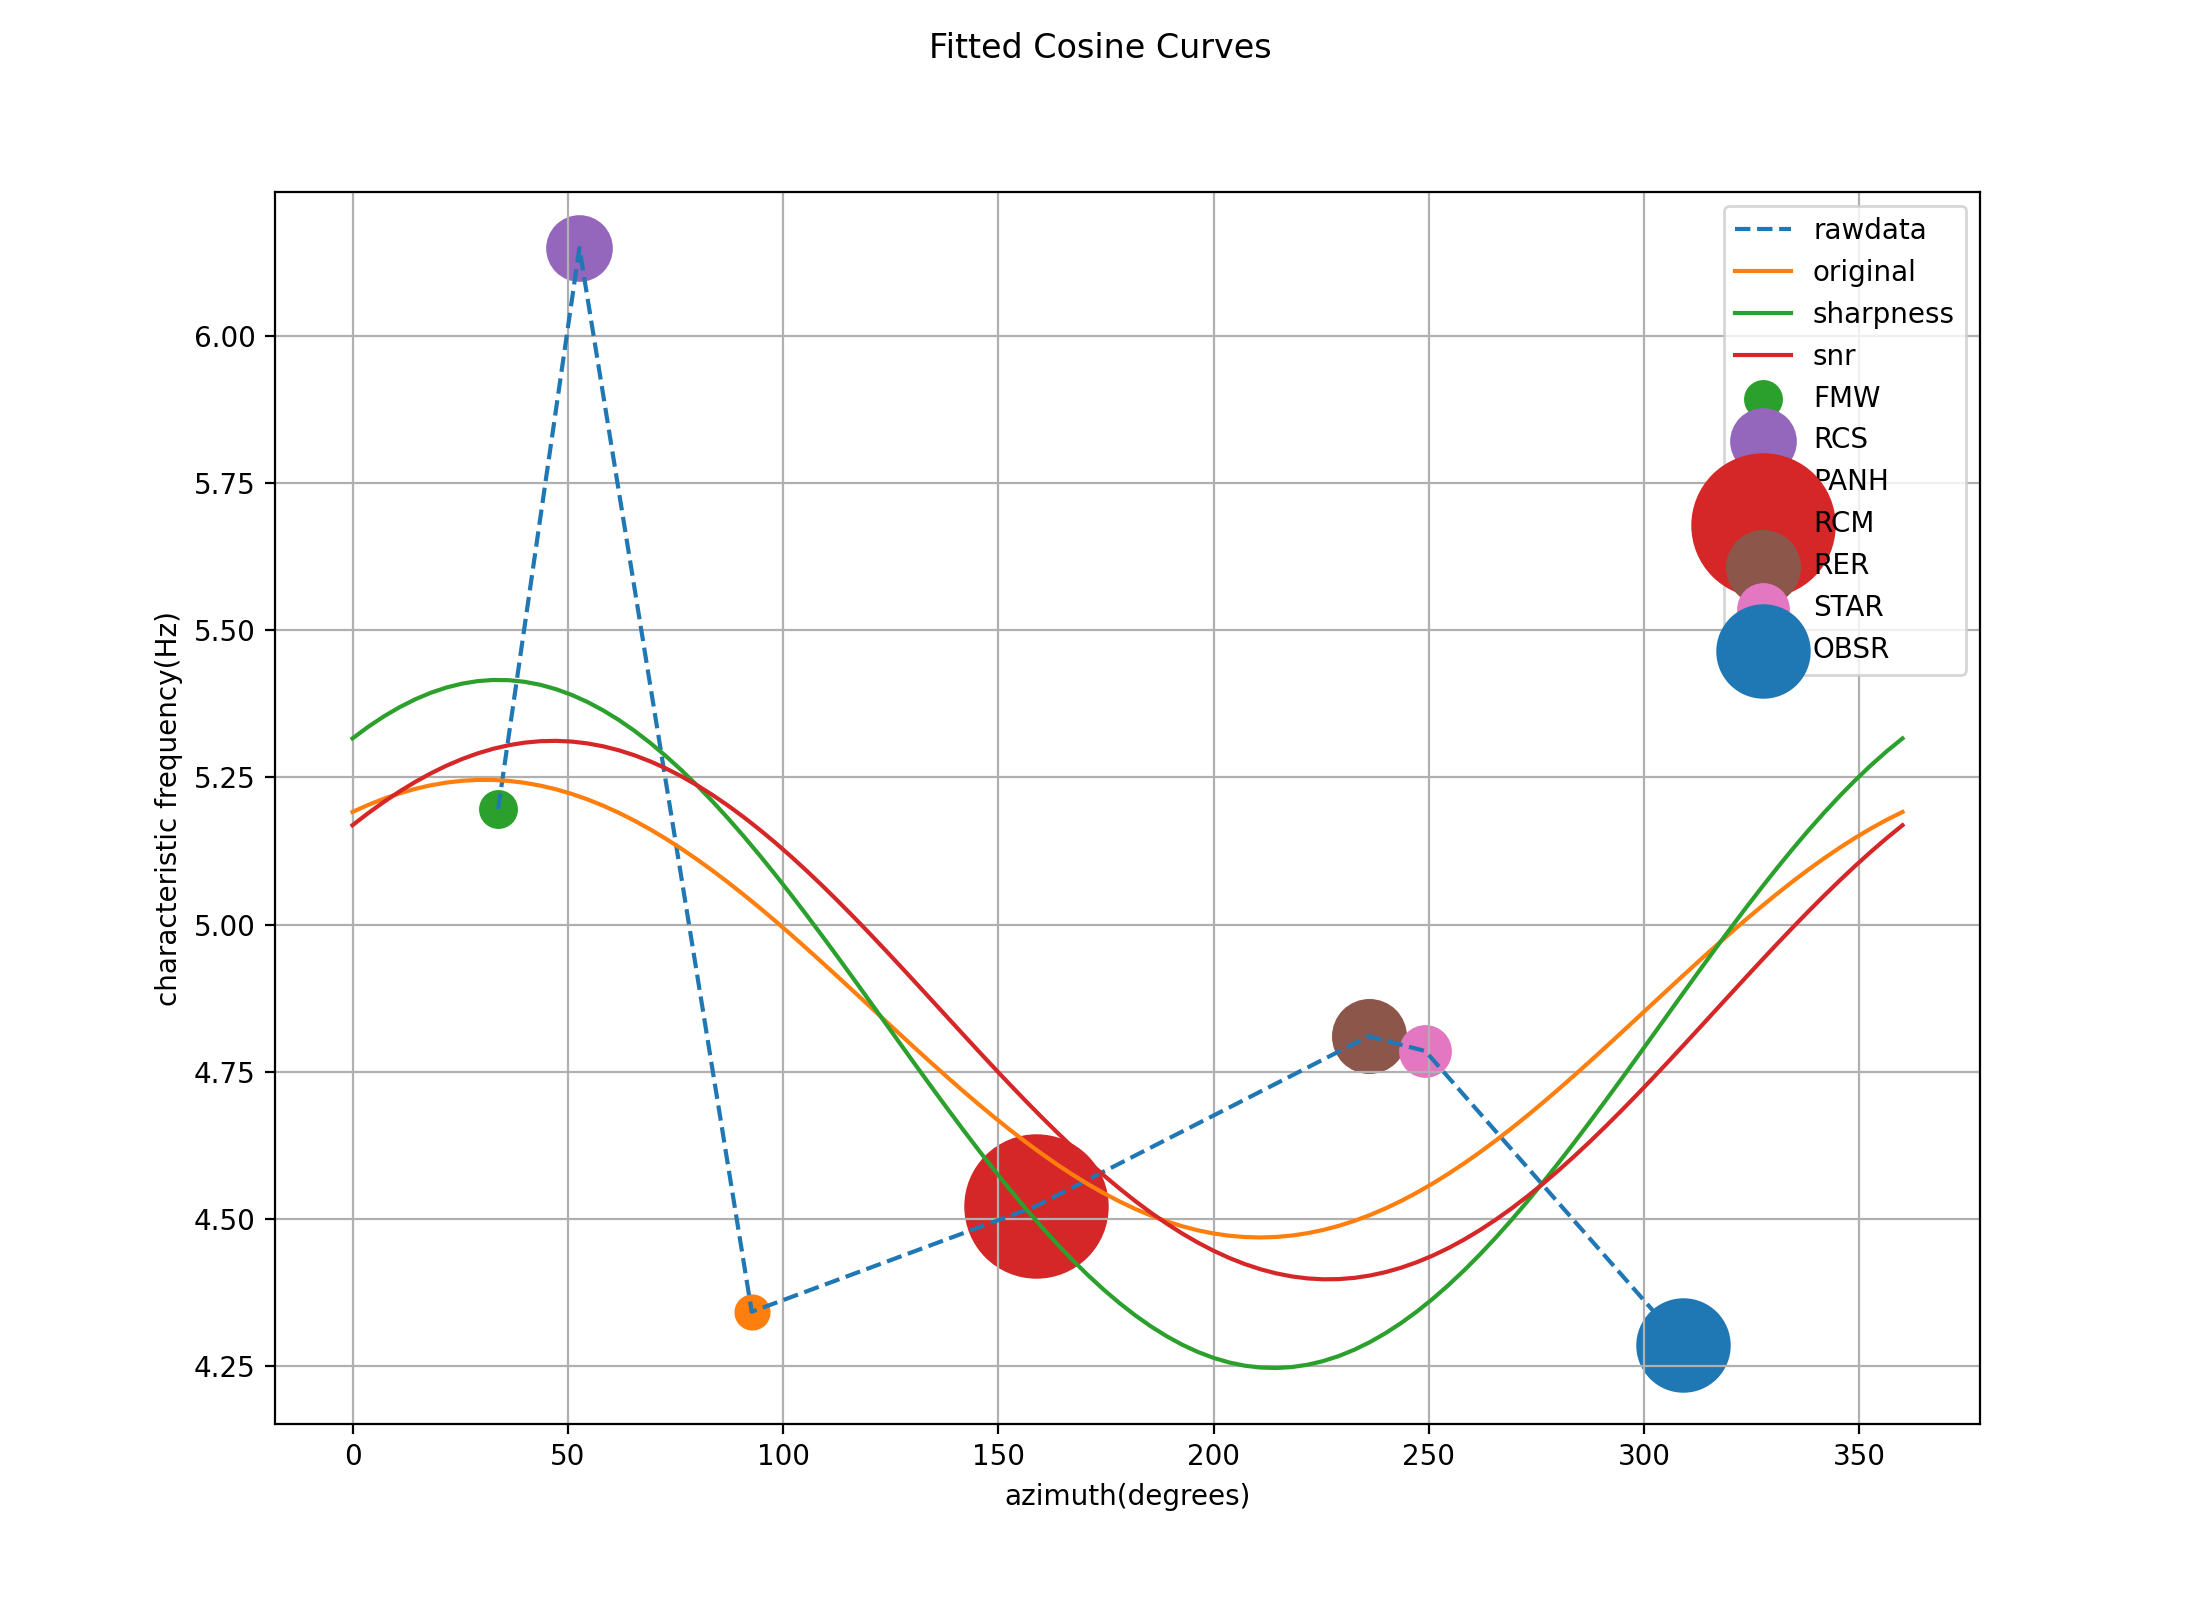 Fitted Cosine Curves
rawdata
original
sharpness
snr
FMW
RCS
PANH
RCM
RER
STAR
OBSR
6.00
5.75
5.50
5.25
5.00
4.75
4.50
4.25
characteristic frequency(Hz)
0 50 100 150 200 250 300 350
azimuth(degrees)